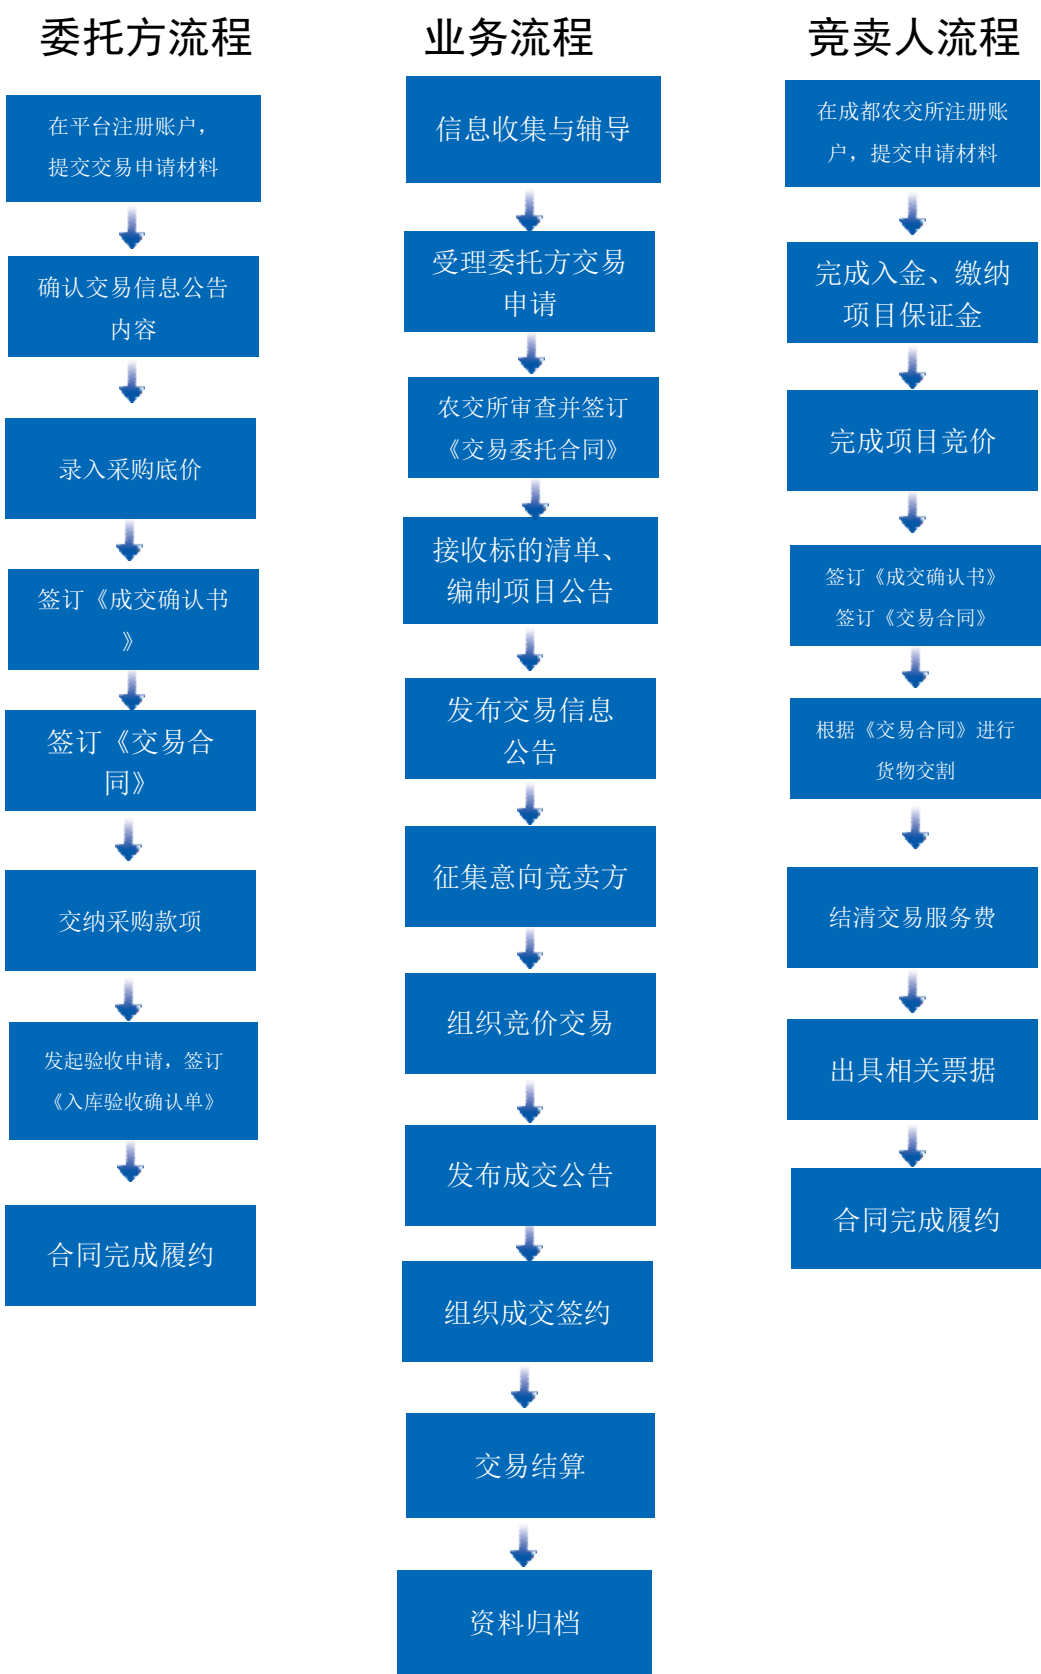 委托方流程
在平台注册账户，
提交交易申请材料
确认交易信息公告
内容
录入采购底价
签订《成交确认书
》
签订《交易合
同》
交纳采购款项
发起验收申请，签订
《入库验收确认单》
合同完成履约
业务流程
信息收集与辅导
受理委托方交易
申请
农交所审查并签订
《交易委托合同》
接收标的清单、
编制项目公告
发布交易信息
公告
征集意向竞卖方
组织竞价交易
发布成交公告
组织成交签约
交易结算
资料归档
竞卖人流程
在成都农交所注册账
户，提交申请材料
完成入金、缴纳
项目保证金
完成项目竞价
签订《成交确认书》
签订《交易合同》
根据《交易合同》进行
货物交割
结清交易服务费
出具相关票据
合同完成履约